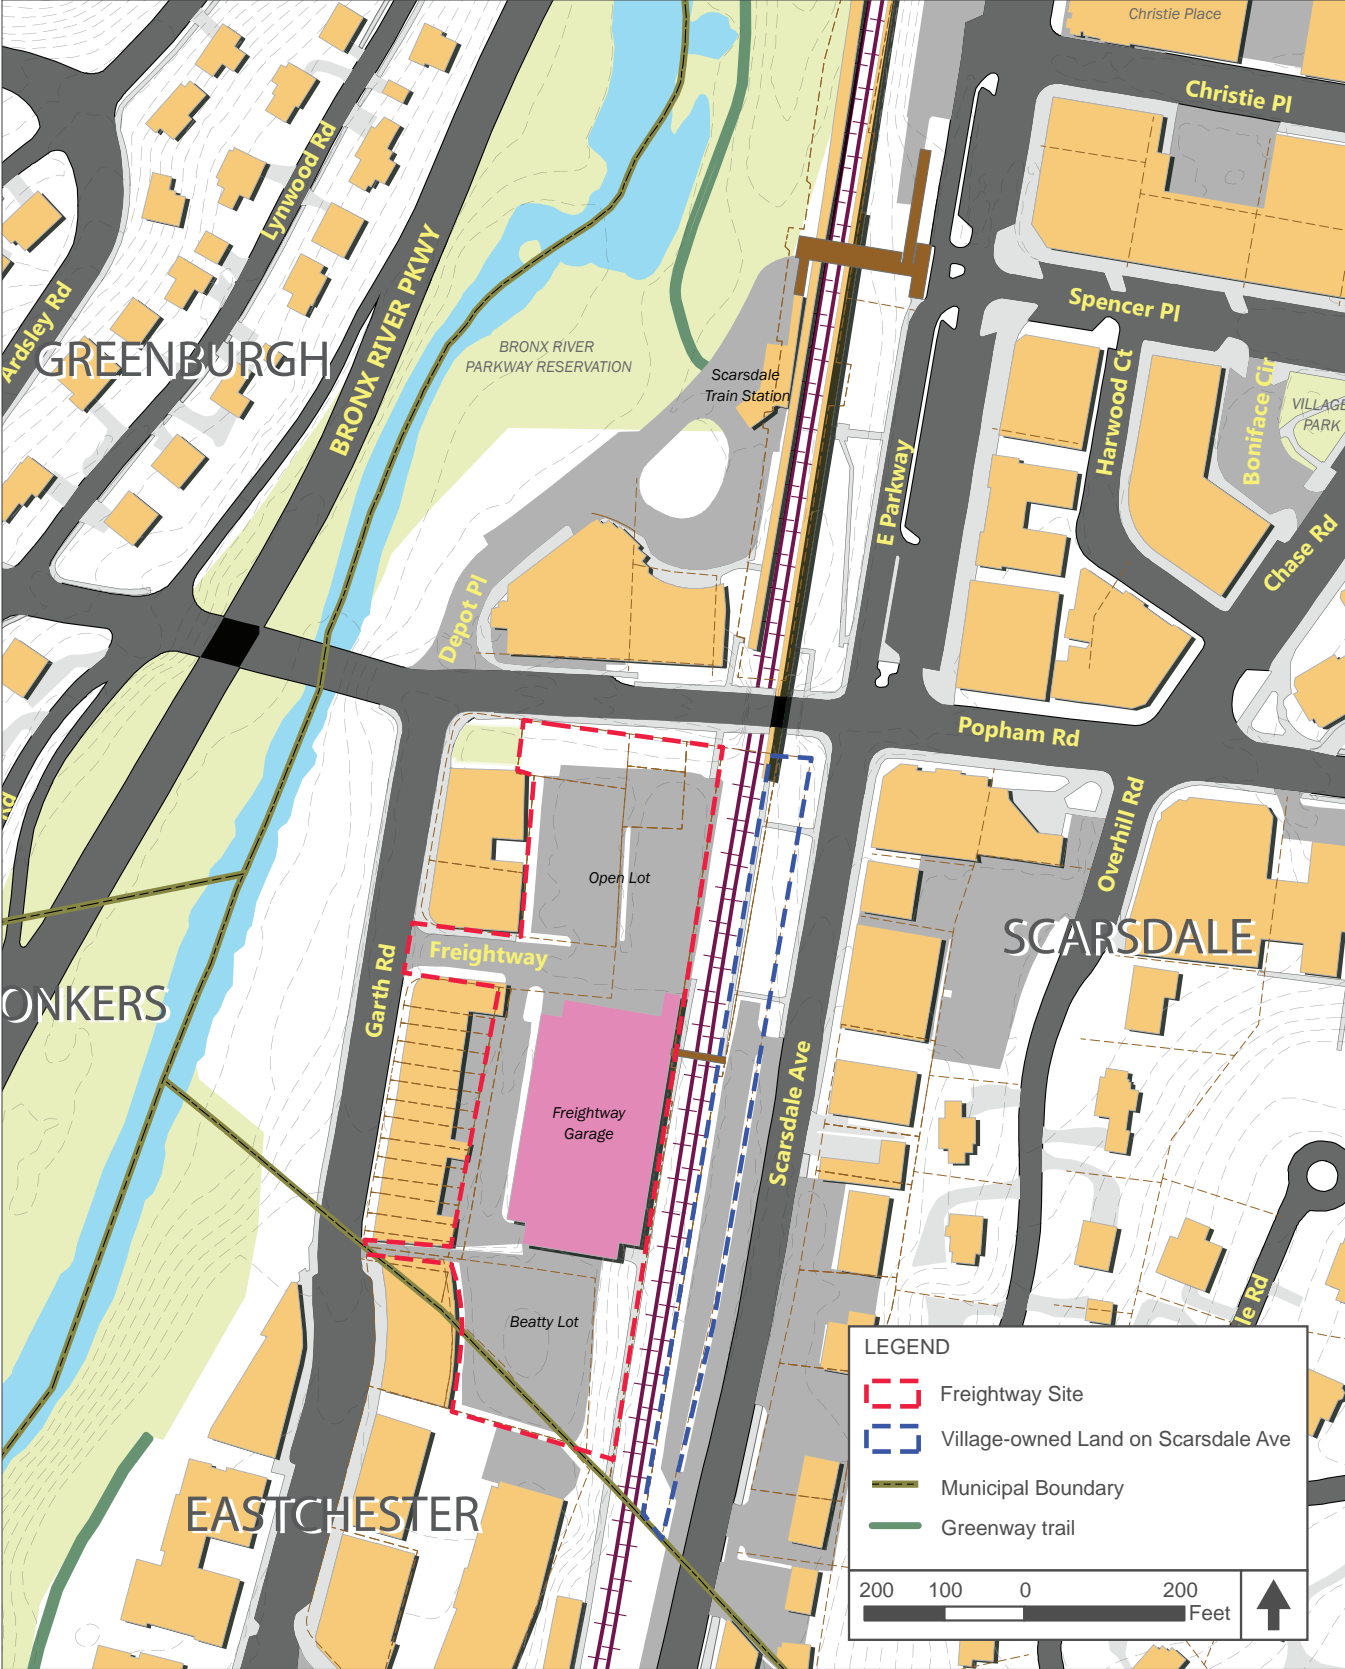 Christie Place
Christie Pl
Lynwood Rd
BRONX RIVER PKWY
Ardsley Rd
GREENBURGH
BRONX RIVER
PARKWAY RESERVATION
Scarsdale
Train Station
Spencer Pl
Harwood Ct
Boniface Cir
VILLAGE
PARK
E Parkway
Chase Rd
Depot Pl
Popham Rd
Overhill Rd
Rd
Open Lot
SCARSDALE
Freightway
Garth Rd
ONKERS
Scarsdale Ave
Freightway
Garage
Beatty Lot
le Rd
EASTCHESTER
LEGEND
Freightway Site
Village-owned Land on Scarsdale Ave
Municipal Boundary
Greenway trail
200 100 0 200
Feet